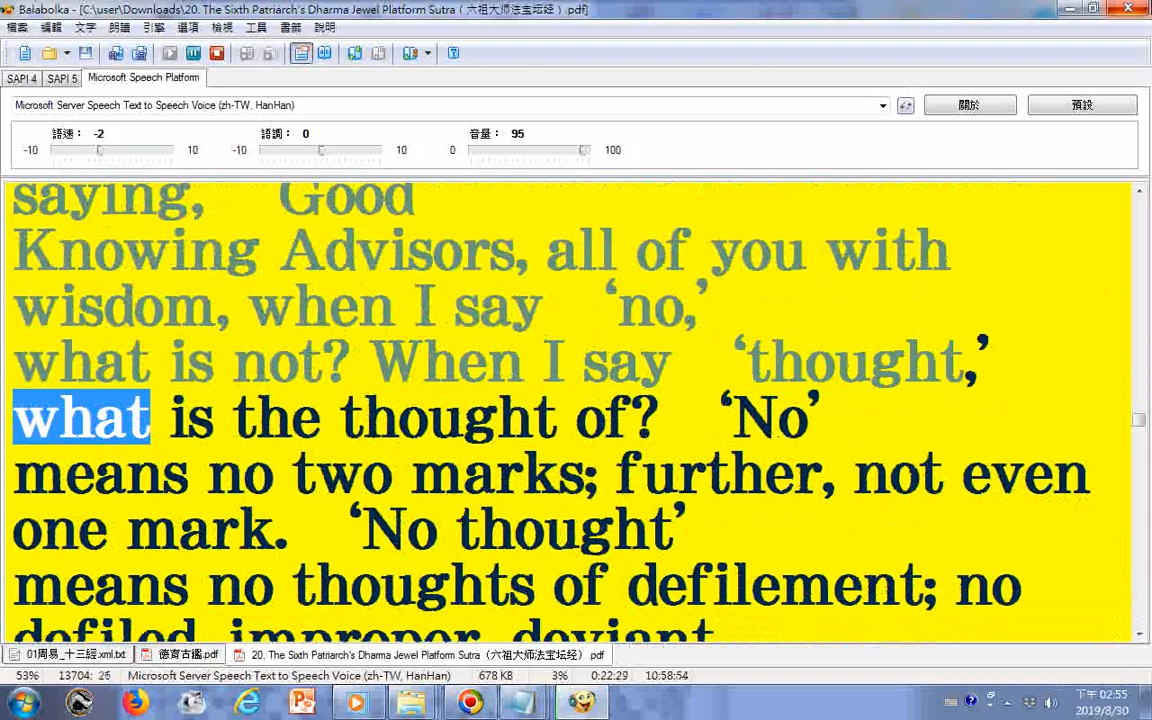 Balabolka - [C:\user\Downloads\20. The Sixth Patriarch's Dharma Jewel Platform Sutra（六祖大师法宝坛经）.pdf]
檔案 編輯 文字 朗讀 引擎 選項 檢視 工具 書籤 說明
SAPI 4 SAPI 5 Microsoft Speech Platform
Microsoft Server Speech Text to Speech Voice (zh-TW, HanHan) 關於 預設
語速： -2 語調： 0 音量： 95
-10 10 -10 10 0 100
saying, Good
Knowing Advisors, all of you with
wisdom, when I say ‘no,’
what is not? When I say ‘thought,’
what is the thought of? ‘No’
means no two marks; further, not even
one mark. ‘No thought’
means no thoughts of defilement; no
defiled, improper, deviant
01周易_十三經.xml.txt 德育古鑑.pdf 20. The Sixth Patriarch's Dharma Jewel Platform Sutra（六祖大师法宝坛经）.pdf
53% 13704: 26 Microsoft Server Speech Text to Speech Voice (zh-TW, HanHan) 678 KB 3% 0:22:29 10:58:54
下午 02:55
2019/8/30